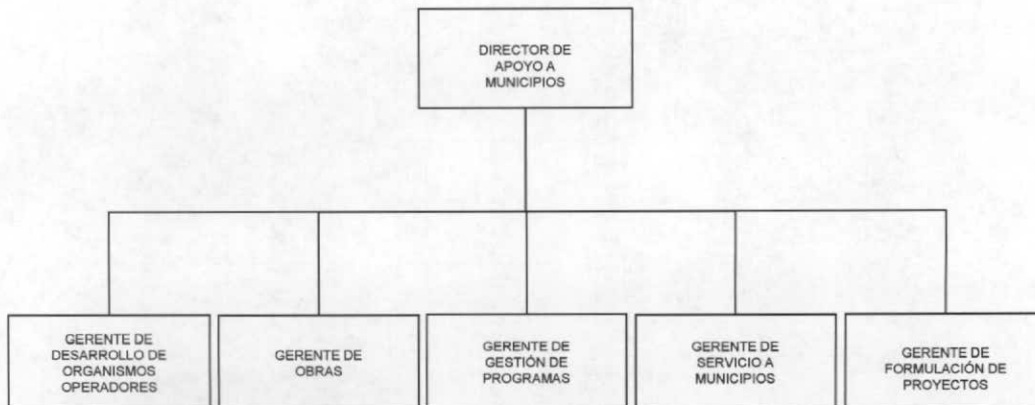 DIRECTOR DE
APOYO A
MUNICIPIOS
GERENTE DE
DESARROLLO DE
ORGANISMOS
OPERADORES
GERENTE DE
OBRAS
GERENTE DE
GESTIÓN DE
PROGRAMAS
GERENTE DE
SERVICIO A
MUNICIPIOS
GERENTE DE
FORMULACIÓN DE
PROYECTOS